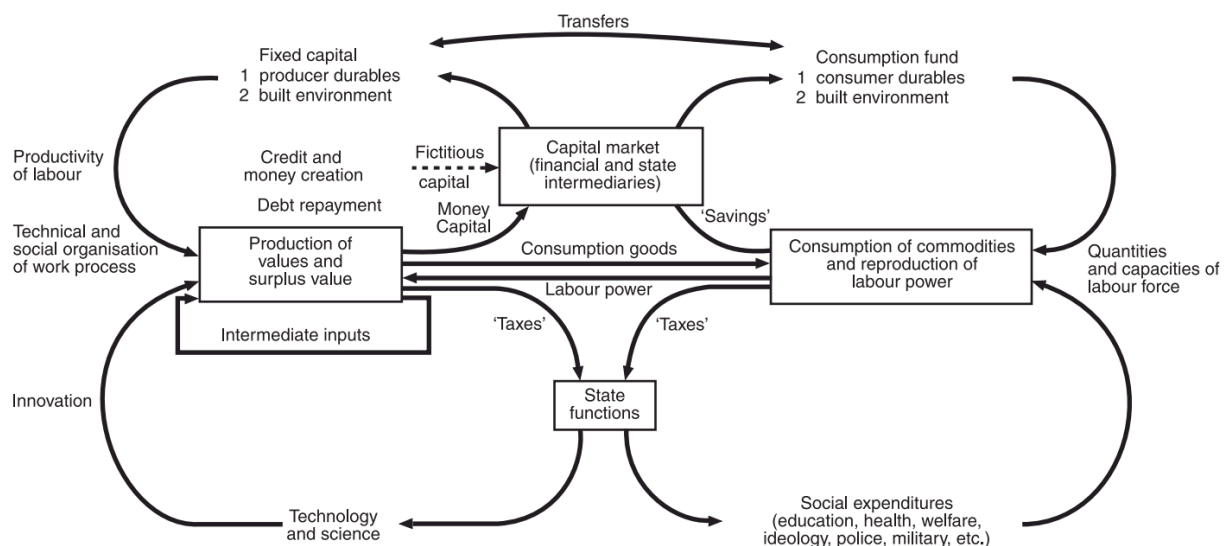 Transfers
Fixed capital
1 producer durables
2 built environment
Consumption fund
1 consumer durables
2 built environment
Capital market
(financial and state
intermediaries)
Fictitious
capital
Credit and
money creation
Debt repayment
Productivity
of labour
Money
Capital
'Savings'
Technical and
social organisation
of work process
Production of
values and
surplus value
Consumption goods
Labour power
Consumption of commodities
and reproduction of
labour power
Quantities
and capacities of
labour force
Intermediate inputs
'Taxes'
'Taxes'
State
functions
Innovation
Technology
and science
Social expenditures
(education, health, welfare,
ideology, police, military, etc.)